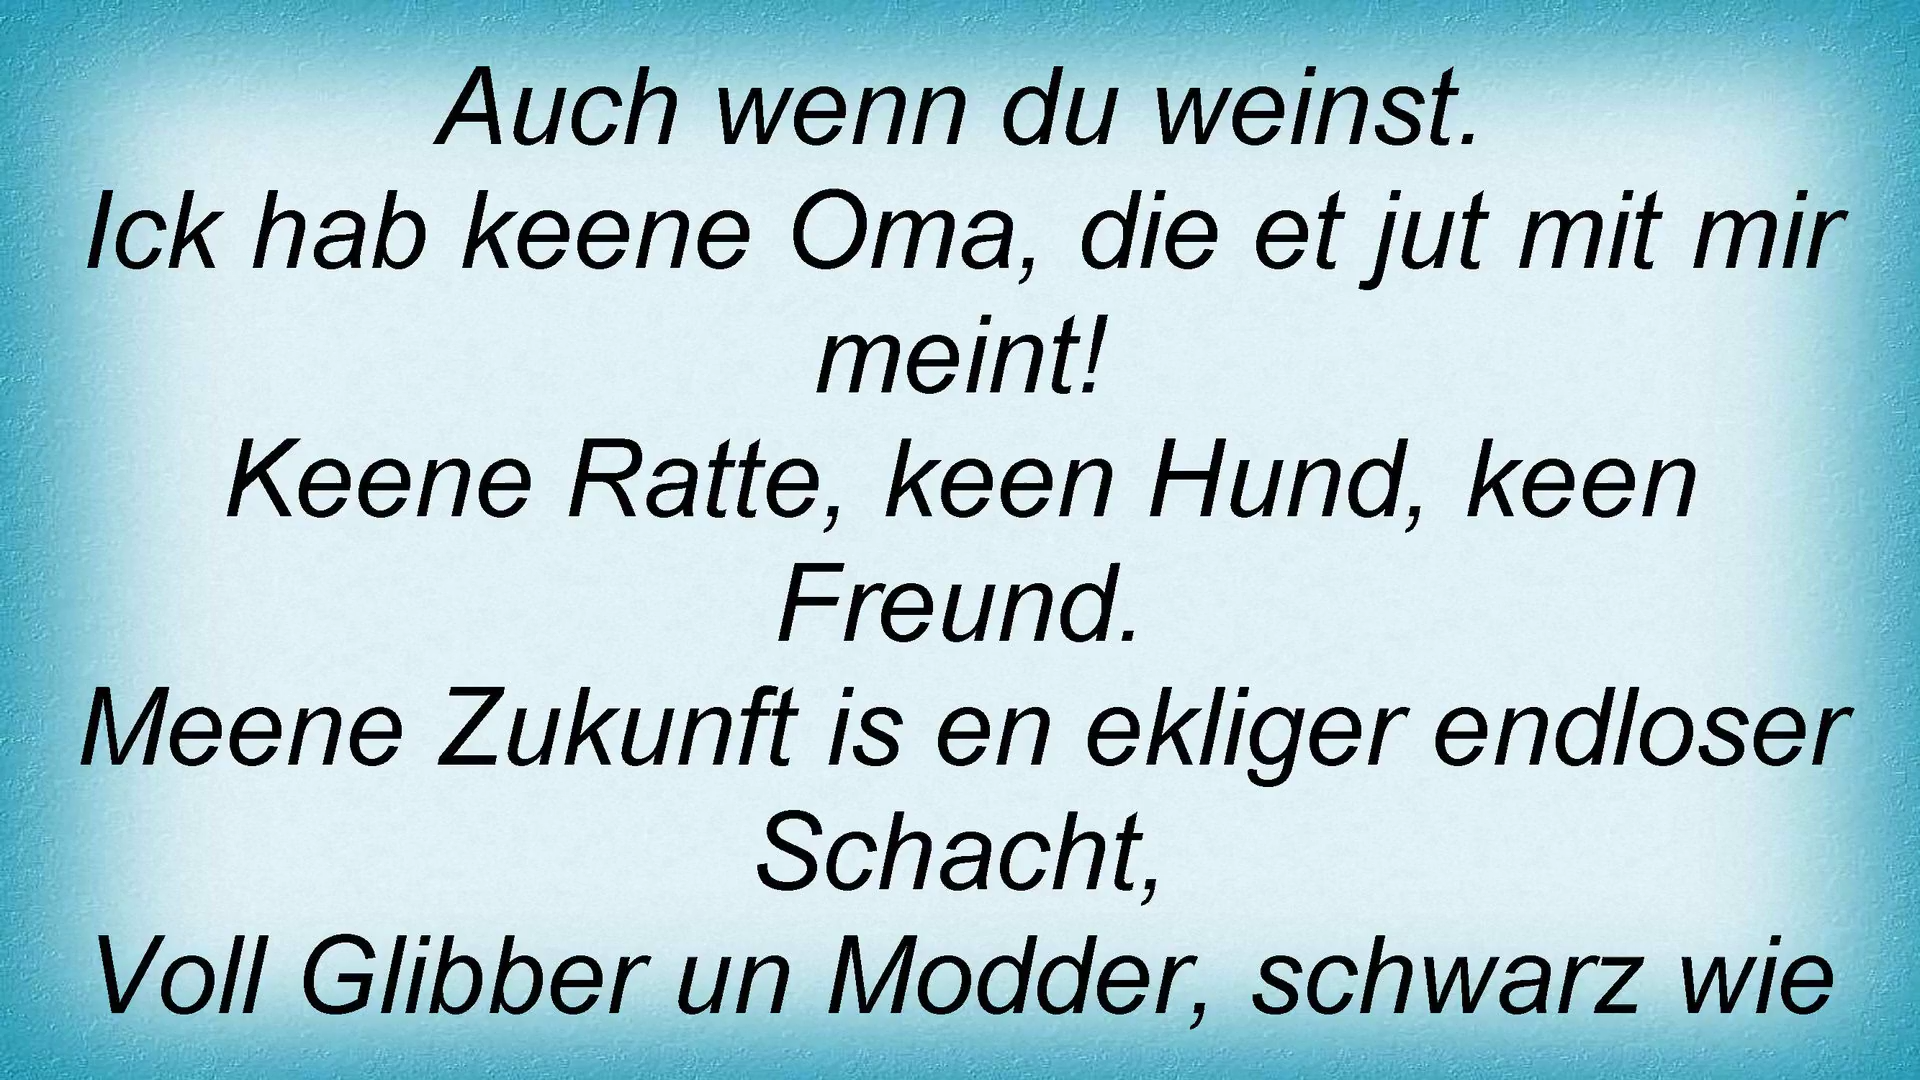 Auch wenn du weinst.
Ick hab keene Oma, die et jut mit mir
meint!
Keene Ratte, keen Hund, keen
Freund.
Meene Zukunft is en ekliger endloser
Schacht,
Voll Glibber un Modder, schwarz wie